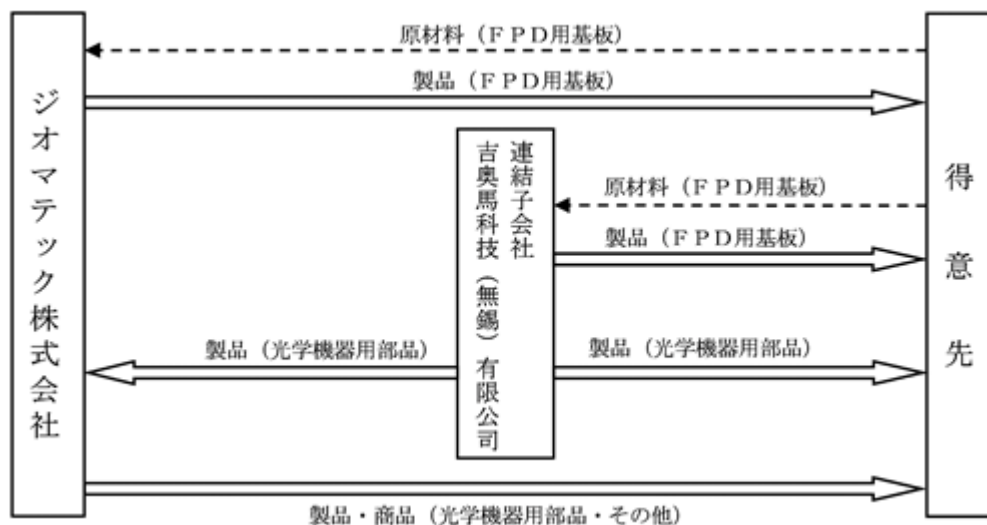 ジオマテック株式会社
原材料（ＦＰＤ用基板）
製品（ＦＰＤ用基板）
連結子会社
吉奥馬科技（無錫）有限公司
原材料（ＦＰＤ用基板）
製品（ＦＰＤ用基板）
製品（光学機器用部品）
製品（光学機器用部品）
製品・商品（光学機器用部品・その他）
得意先